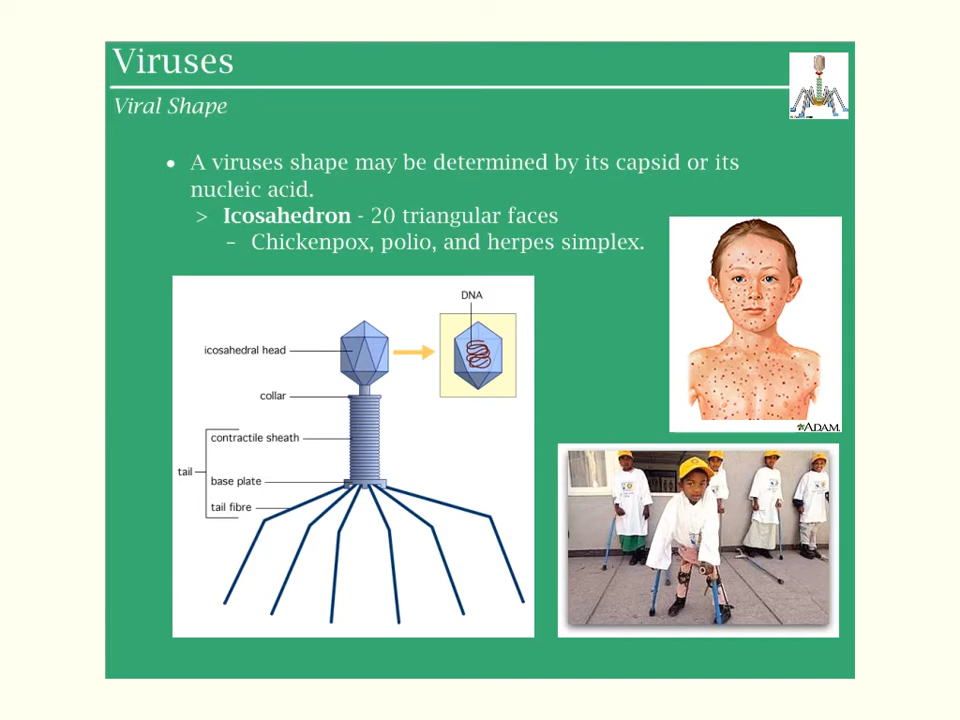 Viruses
Viral Shape
• A viruses shape may be determined by its capsid or its
nucleic acid.
> Icosahedron - 20 triangular faces
– Chickenpox, polio, and herpes simplex.
DNA
icosahedral head
collar
contractile sheath
tail
base plate
tail fibre
ADAM.